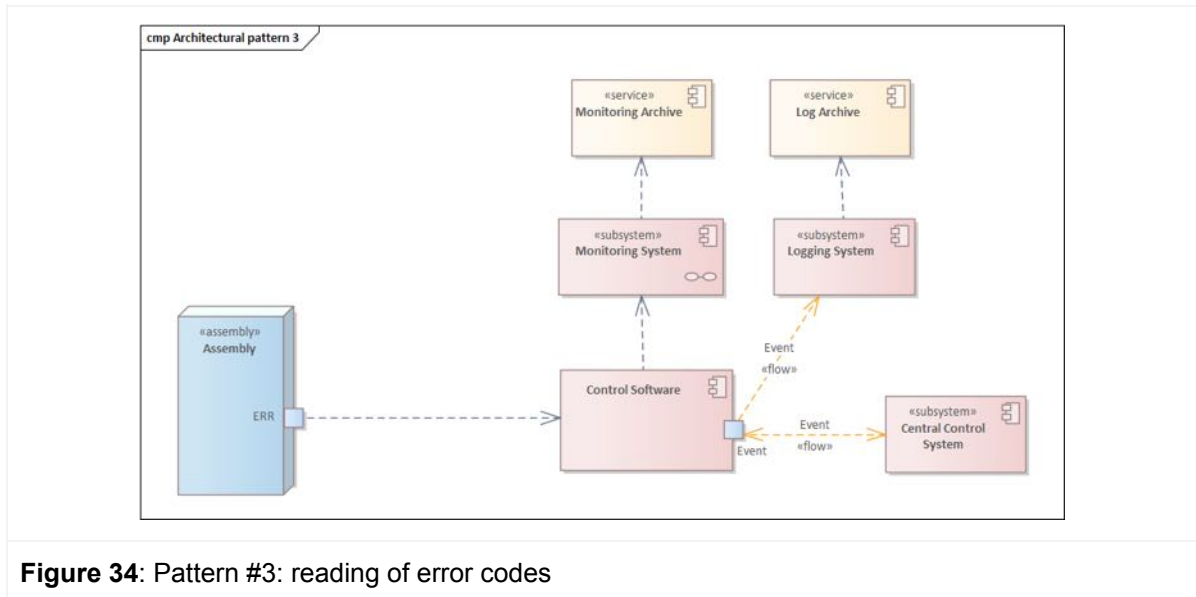 cmp Architectural pattern 3
«service»
Monitoring Archive
«service»
Log Archive
«subsystem»
Monitoring System
«subsystem»
Logging System
«assembly»
Assembly
ERR
Control Software
Event
«flow»
Event
«flow»
Event
«subsystem»
Central Control
System
Figure 34: Pattern #3: reading of error codes